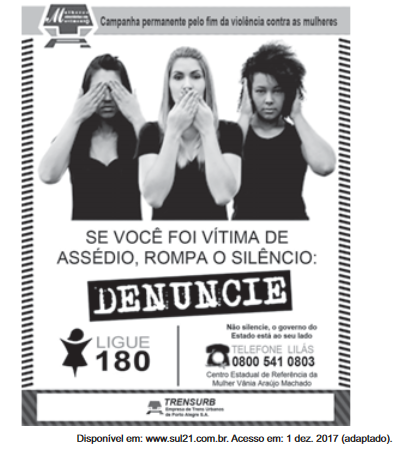 Campanha permanente pelo fim da violência contra as mulheres
SE VOCÊ FOI VÍTIMA DE
ASSÉDIO, ROMPA O SILÊNCIO:
DENUNCIE
LIGUE
180
Não silencie, o governo do
Estado está ao seu lado
TELEFONE LILÁS
0800 541 0803
Centro Estadual de Referência da
Mulher Vânia Araújo Machado
TRENSURB
Empresa de Trens Urbanos
de Porto Alegre S.A.
Disponível em: www.sul21.com.br. Acesso em: 1 dez. 2017 (adaptado).